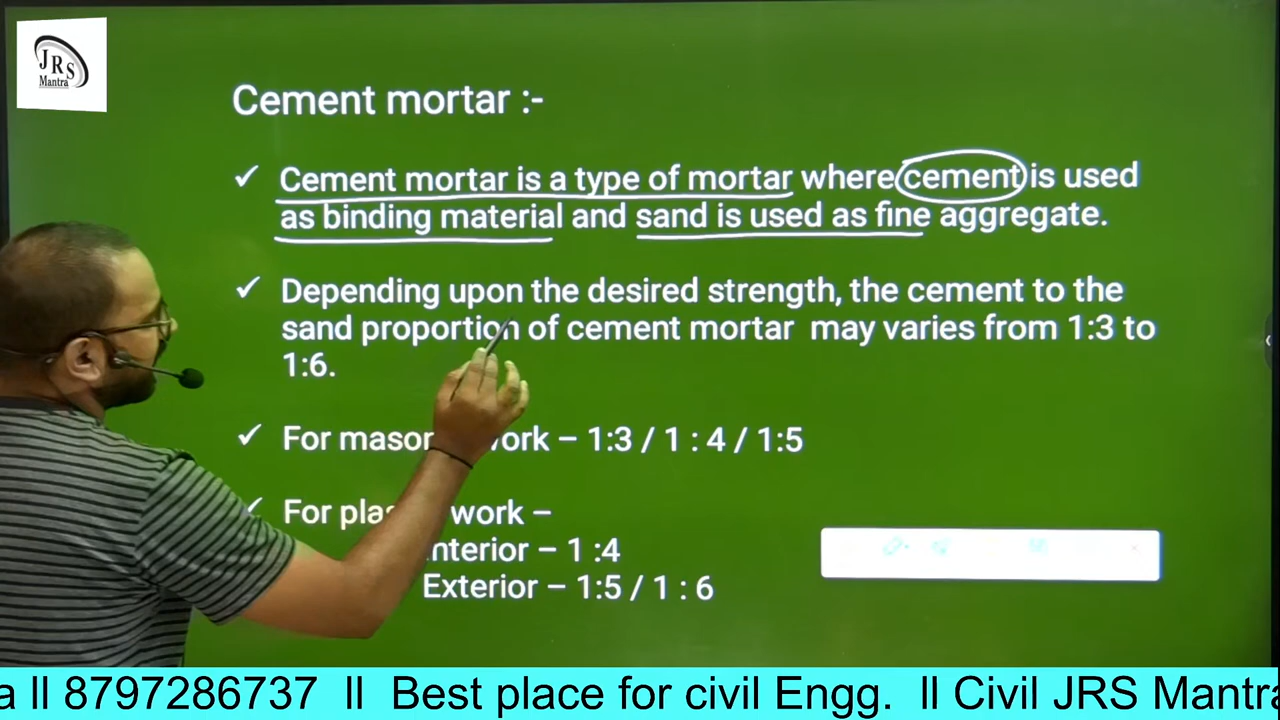 JRS
Mantra
Cement mortar :-
✓ Cement mortar is a type of mortar where cement is used
as binding material and sand is used as fine aggregate.
✓ Depending upon the desired strength, the cement to the
sand proportion of cement mortar may varies from 1:3 to
1:6.
✓ For work – 1:3 / 1 : 4 / 1:5
✓ For work –
– 1 :4
Exterior – 1:5 / 1 : 6
a ll 8797286737 ll Best place for civil Engg. ll Civil JRS Mantra